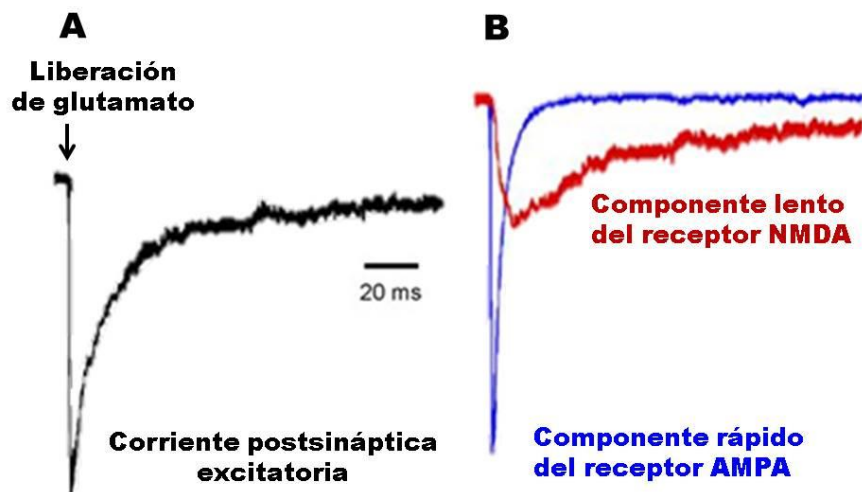 A
Liberación
de glutamato
20 ms
Corriente postsináptica
excitatoria
B
Componente lento
del receptor NMDA
Componente rápido
del receptor AMPA